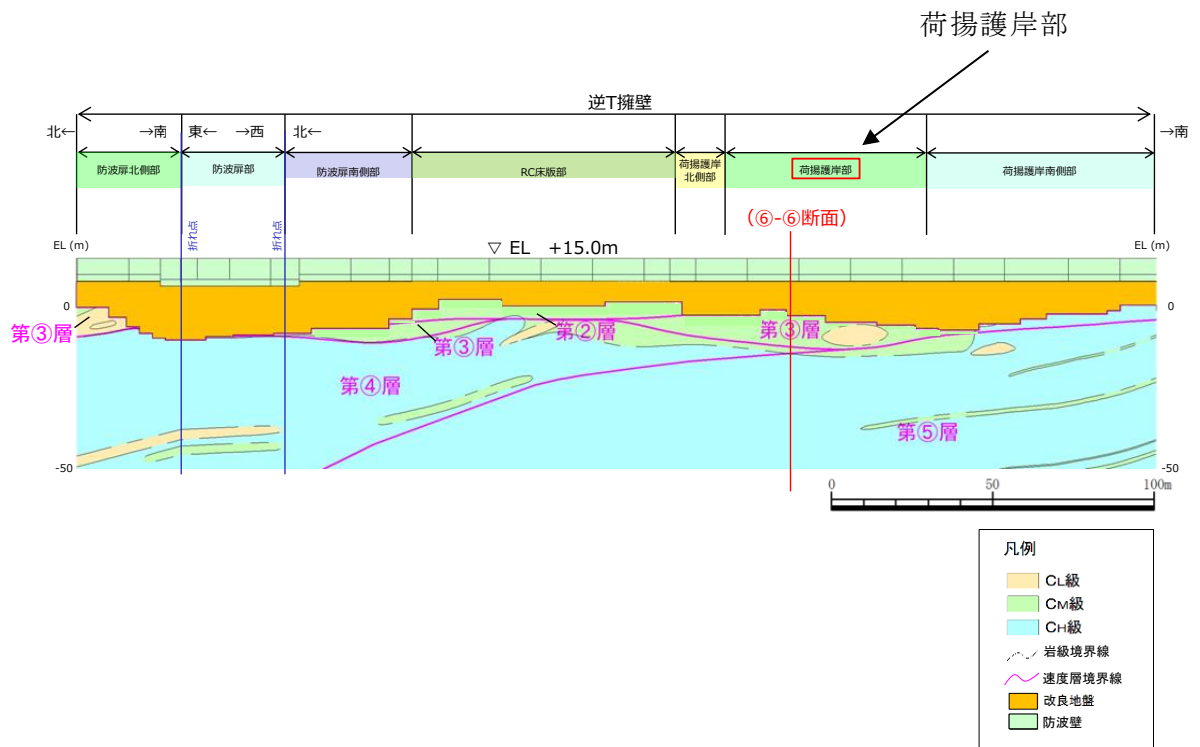 荷揚護岸部
逆T擁壁
北←
→南
東←
→西
北←
→南
防波扉北側部
防波扉部
防波扉南側部
RC床版部
荷揚護岸
北側部
荷揚護岸部
荷揚護岸南側部
折れ点
折れ点
(⑥-⑥断面)
EL (m)
▽ EL +15.0m
EL (m)
0
0
第③層
第③層
第②層
第③層
第④層
第⑤層
-50
-50
0
50
100m
凡例
CL級
CM級
CH級
岩級境界線
速度層境界線
改良地盤
防波壁